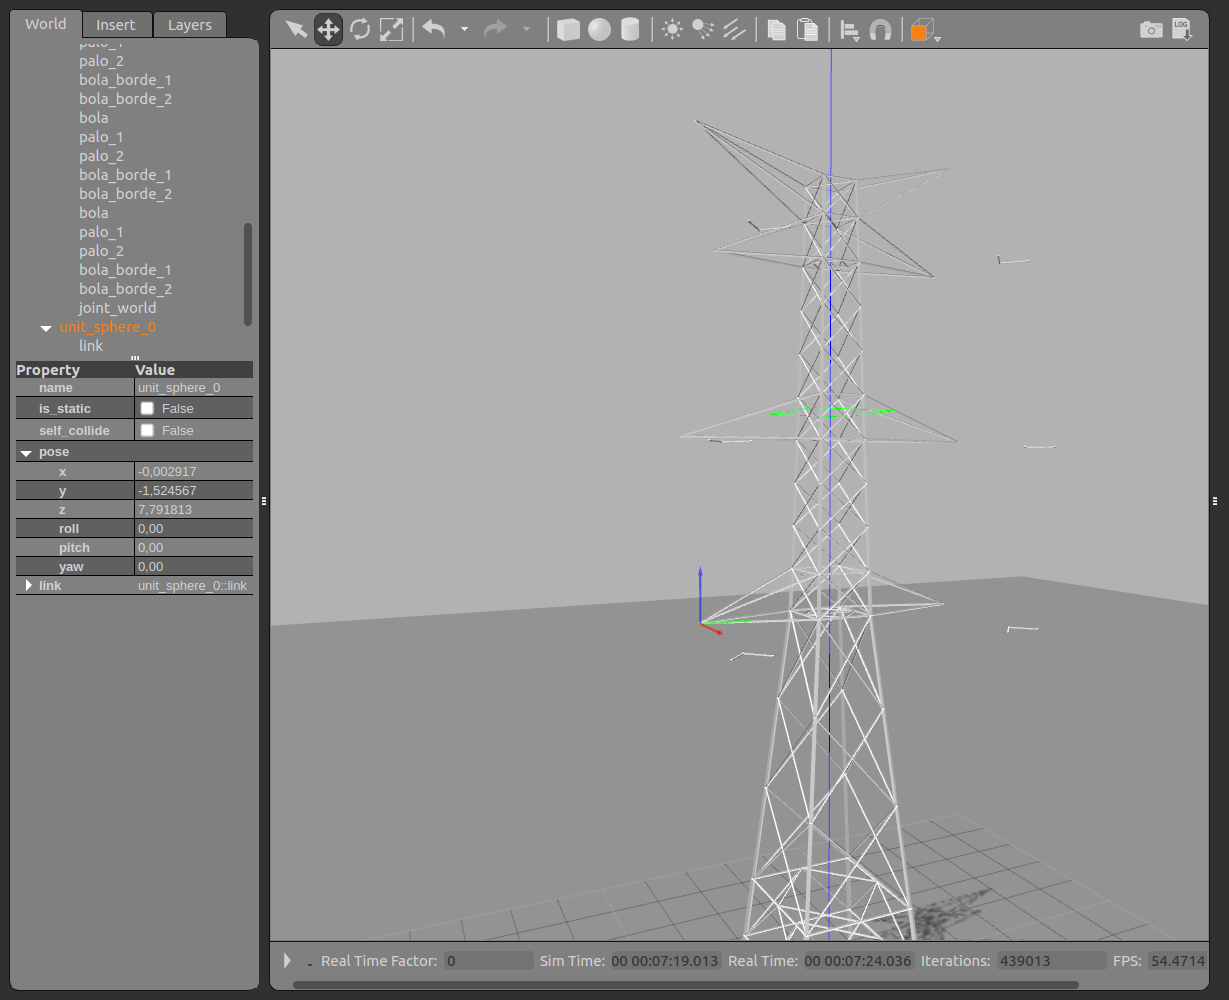 World Insert Layers
palo_1
palo_2
bola_borde_1
bola_borde_2
bola
palo_1
palo_2
bola_borde_1
bola_borde_2
bola
palo_1
palo_2
bola_borde_1
bola_borde_2
joint_world
unit_sphere_0
link
Property Value
name unit_sphere_0
is_static False
self_collide False
pose
x -0,002917
y -1,524567
z 7,791813
roll 0,00
pitch 0,00
yaw 0,00
link unit_sphere_0::link
LOG
Real Time Factor: 0 Sim Time: 00 00:07:19.013 Real Time: 00 00:07:24.036 Iterations: 439013 FPS: 54.4714